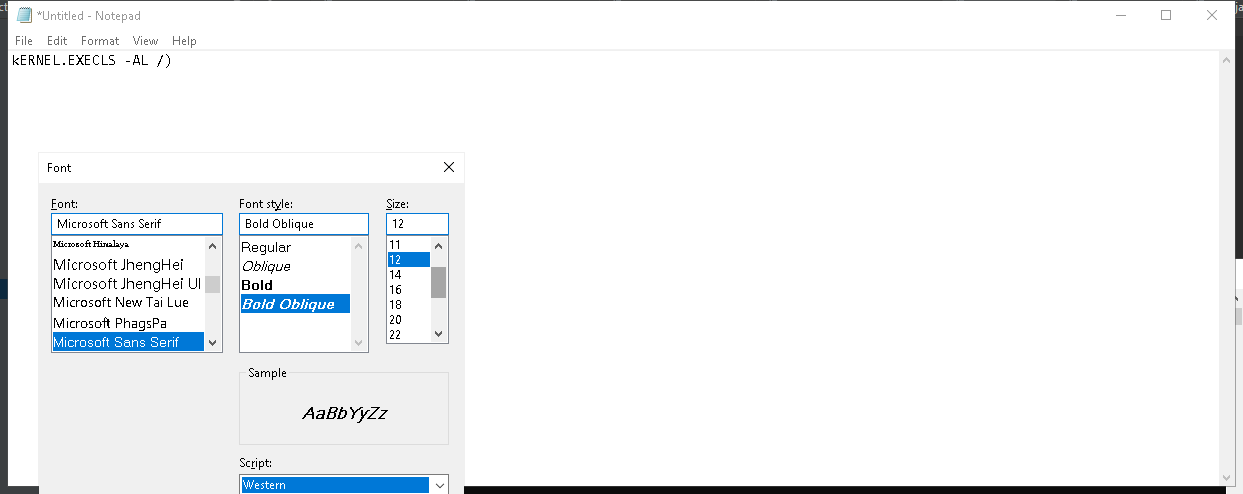 *Untitled - Notepad
File Edit Format View Help
kERNEL.EXECLS -AL /)
Font
Font: Font style: Size:
Microsoft Sans Serif Bold Oblique 12
Microsoft Himalaya
Microsoft JhengHei
Microsoft JhengHei UI
Microsoft New Tai Lue
Microsoft PhagsPa
Microsoft Sans Serif
Regular
Oblique
Bold
Bold Oblique
11
12
14
16
18
20
22
Sample
AaBbYyZz
Script:
Western